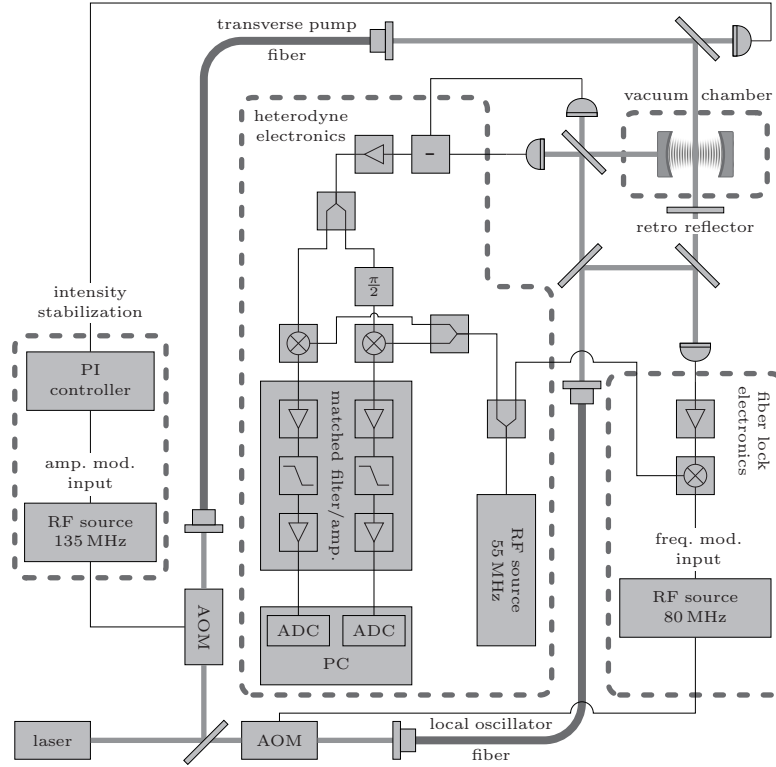 transverse pump
fiber
vacuum chamber
heterodyne
electronics
-
retro reflector
π/2
intensity
stabilization
PI
controller
matched filter/amp.
fiber lock
electronics
amp. mod.
input
RF source
135 MHz
RF source
55 MHz
freq. mod.
input
RF source
80 MHz
AOM
ADC
ADC
PC
laser
AOM
local oscillator
fiber